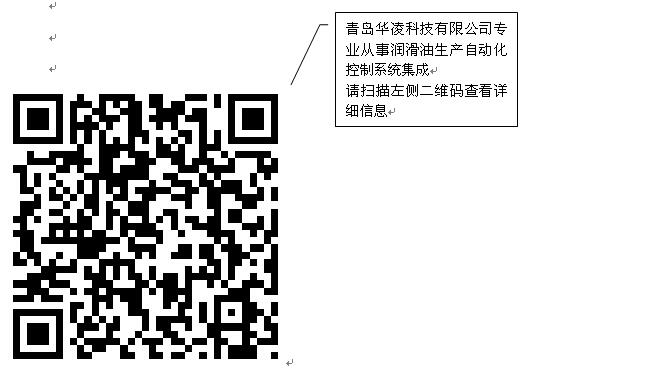 青岛华凌科技有限公司专
业从事润滑油生产自动化
控制系统集成
请扫描左侧二维码查看详
细信息